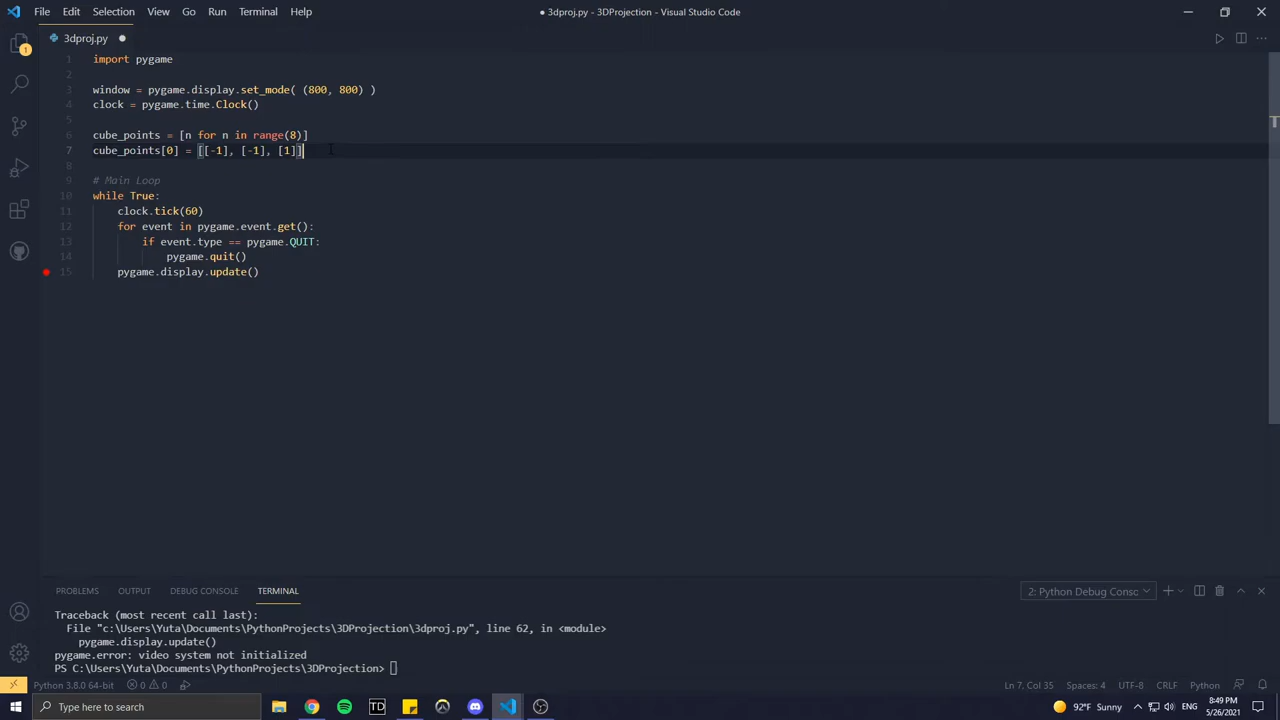 File Edit Selection View Go Run Terminal Help
● 3dproj.py - 3DProjection - Visual Studio Code
1
3dproj.py ●
1 import pygame
2
3 window = pygame.display.set_mode( (800, 800) )
4 clock = pygame.time.Clock()
5
6 cube_points = [n for n in range(8)]
7 cube_points[0] = [[-1], [-1], [1]]
8
9 # Main Loop
10 while True:
11 clock.tick(60)
12 for event in pygame.event.get():
13 if event.type == pygame.QUIT:
14 pygame.quit()
15 pygame.display.update()
PROBLEMS OUTPUT DEBUG CONSOLE TERMINAL
2: Python Debug Consc
Traceback (most recent call last):
File "c:\Users\Yuta\Documents\PythonProjects\3DProjection\3dproj.py", line 62, in <module>
pygame.display.update()
pygame.error: video system not initialized
PS C:\Users\Yuta\Documents\PythonProjects\3DProjection>
Python 3.8.0 64-bit 0 0
Ln 7, Col 35 Spaces: 4 UTF-8 CRLF Python
Type here to search
TD
92°F Sunny
ENG
8:49 PM
5/26/2021